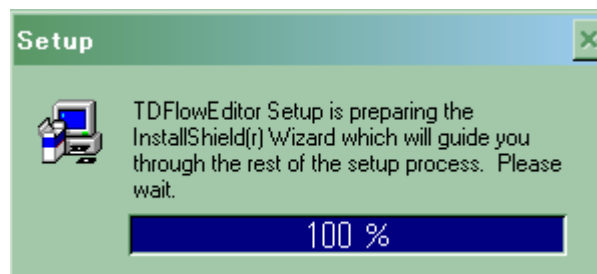 Setup
TDFlowEditor Setup is preparing the
InstallShield(r) Wizard which will guide you
through the rest of the setup process.  Please
wait.
100 %